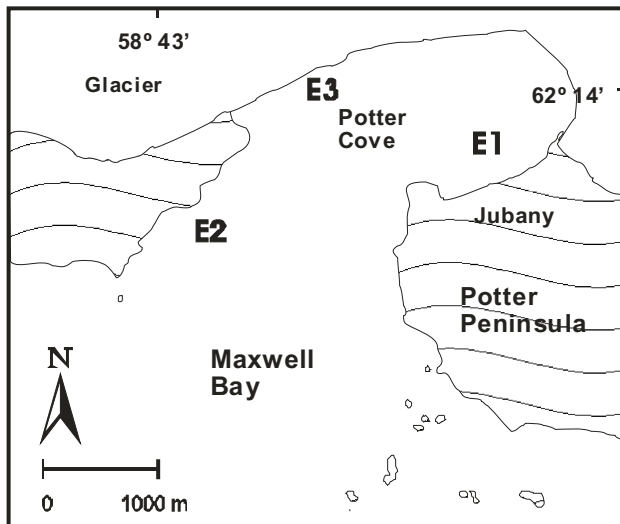 58º 43’
Glacier
E3
62º 14’
Potter
Cove
E1
Jubany
E2
Potter
Peninsula
Maxwell
Bay
N
0 1000 m